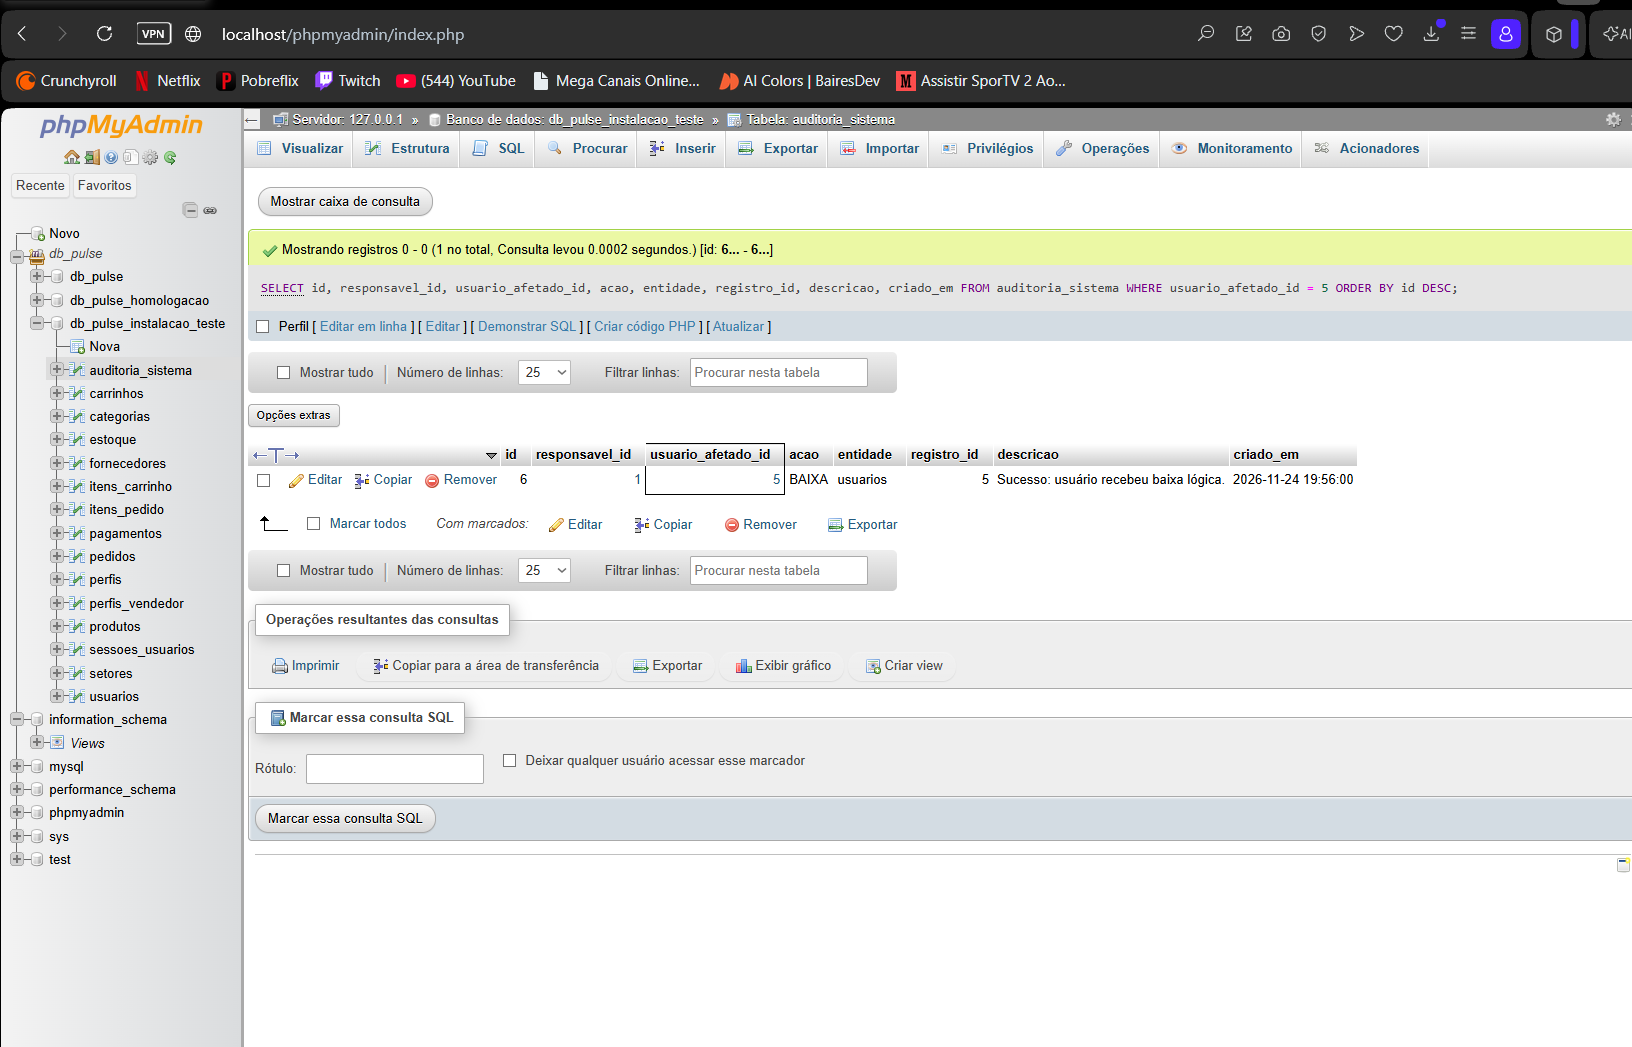 VPN localhost/phpmyadmin/index.php AI
Crunchyroll Netflix Pobreflix Twitch (544) YouTube Mega Canais Online... AI Colors | BairesDev Assistir SporTV 2 Ao...
phpMyAdmin
Recente Favoritos
Novo
db_pulse
db_pulse
db_pulse_homologacao
db_pulse_instalacao_teste
Nova
auditoria_sistema
carrinhos
categorias
estoque
fornecedores
itens_carrinho
itens_pedido
pagamentos
pedidos
perfis
perfis_vendedor
produtos
sessoes_usuarios
setores
usuarios
information_schema
Views
mysql
performance_schema
phpmyadmin
sys
test
Servidor: 127.0.0.1 » Banco de dados: db_pulse_instalacao_teste » Tabela: auditoria_sistema
Visualizar Estrutura SQL Procurar Inserir Exportar Importar Privilégios Operações Monitoramento Acionadores
Mostrar caixa de consulta
Mostrando registros 0 - 0 (1 no total, Consulta levou 0.0002 segundos.) [id: 6... - 6...]
SELECT id, responsavel_id, usuario_afetado_id, acao, entidade, registro_id, descricao, criado_em FROM auditoria_sistema WHERE usuario_afetado_id = 5 ORDER BY id DESC;
Perfil [ Editar em linha ] [ Editar ] [ Demonstrar SQL ] [ Criar código PHP ] [ Atualizar ]
Mostrar tudo | Número de linhas: 25 Filtrar linhas: Procurar nesta tabela
Opções extras
←T→ id responsavel_id usuario_afetado_id acao entidade registro_id descricao criado_em
Editar Copiar Remover 6 1 5 BAIXA usuarios 5 Sucesso: usuário recebeu baixa lógica. 2026-11-24 19:56:00
Marcar todos Com marcados: Editar Copiar Remover Exportar
Mostrar tudo | Número de linhas: 25 Filtrar linhas: Procurar nesta tabela
Operações resultantes das consultas
Imprimir Copiar para a área de transferência Exportar Exibir gráfico Criar view
Marcar essa consulta SQL
Rótulo: Deixar qualquer usuário acessar esse marcador
Marcar essa consulta SQL